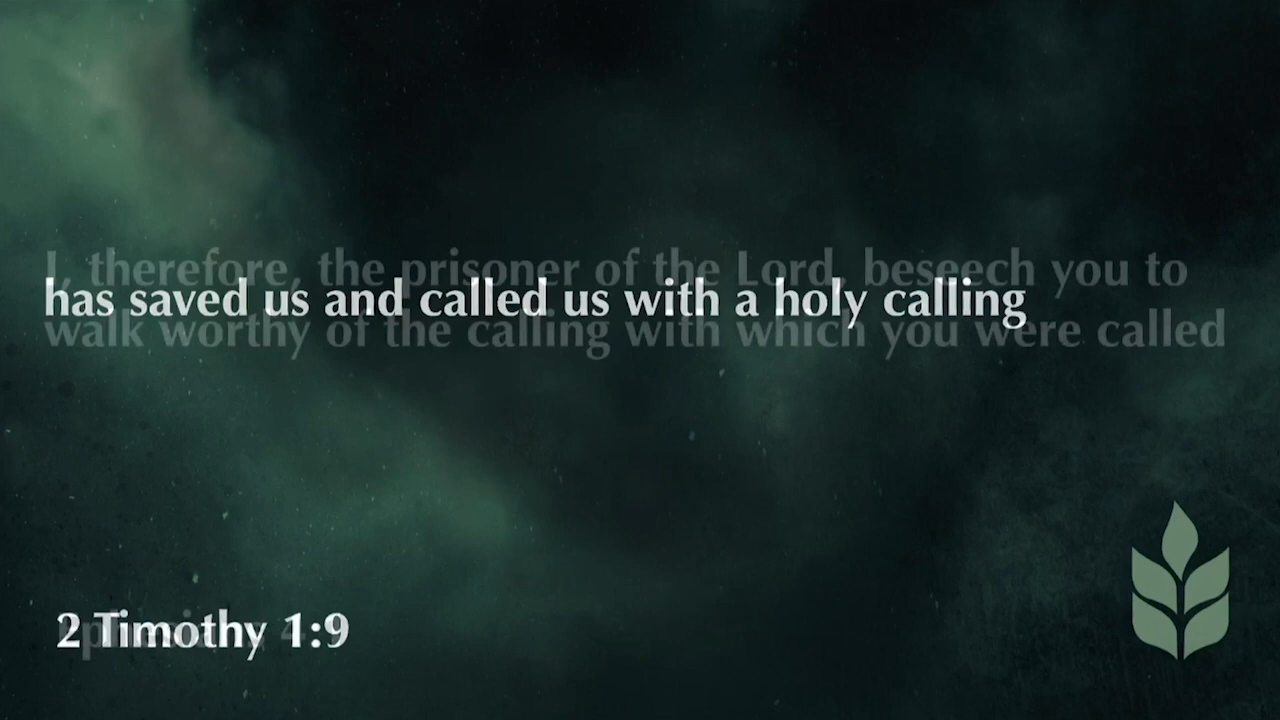 I, therefore, the prisoner of the Lord, beseech you to
has saved us and called us with a holy calling
walk worthy of the calling with which you were called
2 Timothy 1:9